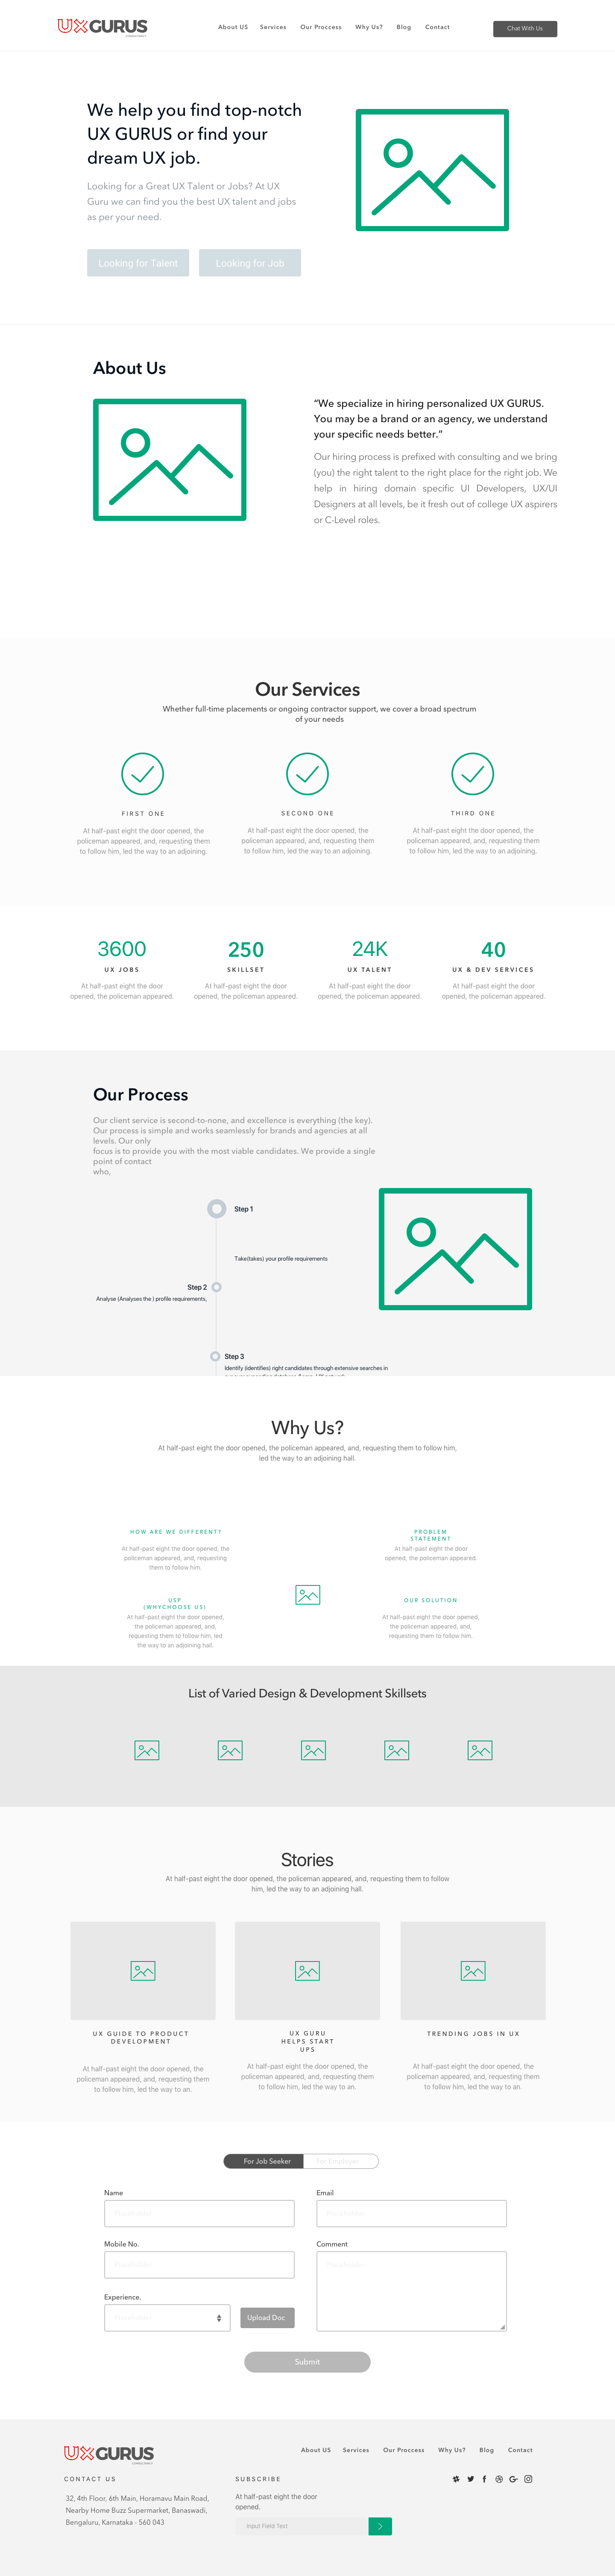 UXGURUS
CONSULTANCY
About US Services Our Proccess Why Us? Blog Contact
Chat With Us
We help you find top-notch
UX GURUS or find your
dream UX job.
Looking for a Great UX Talent or Jobs? At UX
Guru we can find you the best UX talent and jobs
as per your need.
Looking for Talent
Looking for Job
About Us
“We specialize in hiring personalized UX GURUS.
You may be a brand or an agency, we understand
your specific needs better.”
Our hiring process is prefixed with consulting and we bring
(you) the right talent to the right place for the right job. We
help in hiring domain specific UI Developers, UX/UI
Designers at all levels, be it fresh out of college UX aspirers
or C-Level roles.
Our Services
Whether full-time placements or ongoing contractor support, we cover a broad spectrum
of your needs
FIRST ONE
At half-past eight the door opened, the
policeman appeared, and, requesting them
to follow him, led the way to adjoining.
SECOND ONE
At half-past eight the door opened, the
policeman appeared, and, requesting them
to follow him, led the way to adjoining.
THIRD ONE
At half-past eight the door opened, the
policeman appeared, and, requesting them
to follow him, led the way to adjoining.
3600
UX JOBS
At half-past eight the door
opened, the policeman appeared.
250
SKILLSET
At half-past eight the door
opened, the policeman appeared.
24K
UX TALENT
At half-past eight the door
opened, the policeman appeared.
40
UX & DEV SERVICES
At half-past eight the door
opened, the policeman appeared.
Our Process
Our client service is second-to-none, and excellence is everything (the key).
Our process is simple and works seamlessly for brands and agencies at all
levels. Our only
focus is to provide you with the most viable candidates. We provide a single
point of contact
who,
Step 1
Take(takes) your profile requirements
Step 2
Analyse (Analyses the ) profile requirements,
Step 3
Identify (identifies) right candidates through extensive searches in
Why Us?
At half-past eight the door opened, the policeman appeared, and, requesting them to follow him,
led the way to an adjoining hall.
HOW ARE WE DIFFERENT?
At half-past eight the door opened, the
policeman appeared, and, requesting
them to follow him.
PROBLEM
STATEMENT
At half-past eight the door
opened, the policeman appeared.
USP
(WHYCHOOSE US)
At half-past eight the door opened,
the policeman appeared, and,
requesting them to follow him, led
the way to an adjoining hall.
OUR SOLUTION
At half-past eight the door opened,
the policeman appeared, and,
requesting them to follow him.
List of Varied Design & Development Skillsets
Stories
At half-past eight the door opened, the policeman appeared, and, requesting them to follow
him, led the way to an adjoining hall.
UX GUIDE TO PRODUCT
DEVELOPMENT
At half-past eight the door opened, the
policeman appeared, and, requesting them
to follow him, led the way to an.
UX GURU
HELPS START
UPS
At half-past eight the door opened, the
policeman appeared, and, requesting them
to follow him, led the way to an.
TRENDING JOBS IN UX
At half-past eight the door opened, the
policeman appeared, and, requesting them
to follow him, led the way to an.
For Job Seeker
For Employer
Name
Placeholder
Email
Placeholder
Mobile No.
Placeholder
Comment
Placeholder
Experience.
Placeholder
Upload Doc
Submit
UXGURUS
CONSULTANCY
About US Services Our Proccess Why Us? Blog Contact
CONTACT US
32, 4th Floor, 6th Main, Horamavu Main Road,
Nearby Home Buzz Supermarket, Banaswadi,
Bengaluru, Karnataka - 560 043
SUBSCRIBE
At half-past eight the door
opened.
Input Field Text